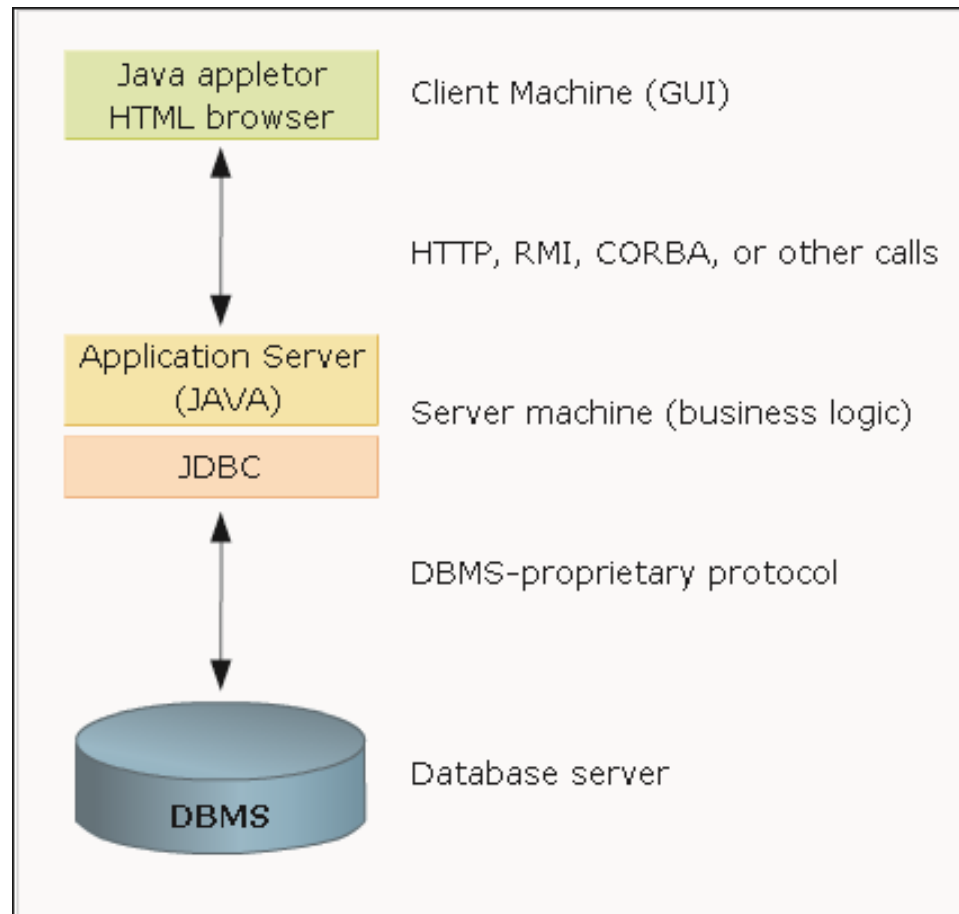 Java appletor
HTML browser
Client Machine (GUI)
HTTP, RMI, CORBA, or other calls
Application Server
(JAVA)
Server machine (business logic)
JDBC
DBMS-proprietary protocol
Database server
DBMS